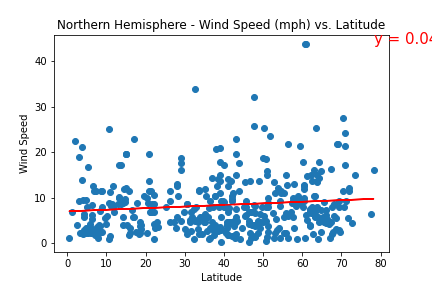 Northern Hemisphere - Wind Speed (mph) vs. Latitude
y = 0.04
40
30
20
10
0
Wind Speed
0 10 20 30 40 50 60 70 80
Latitude